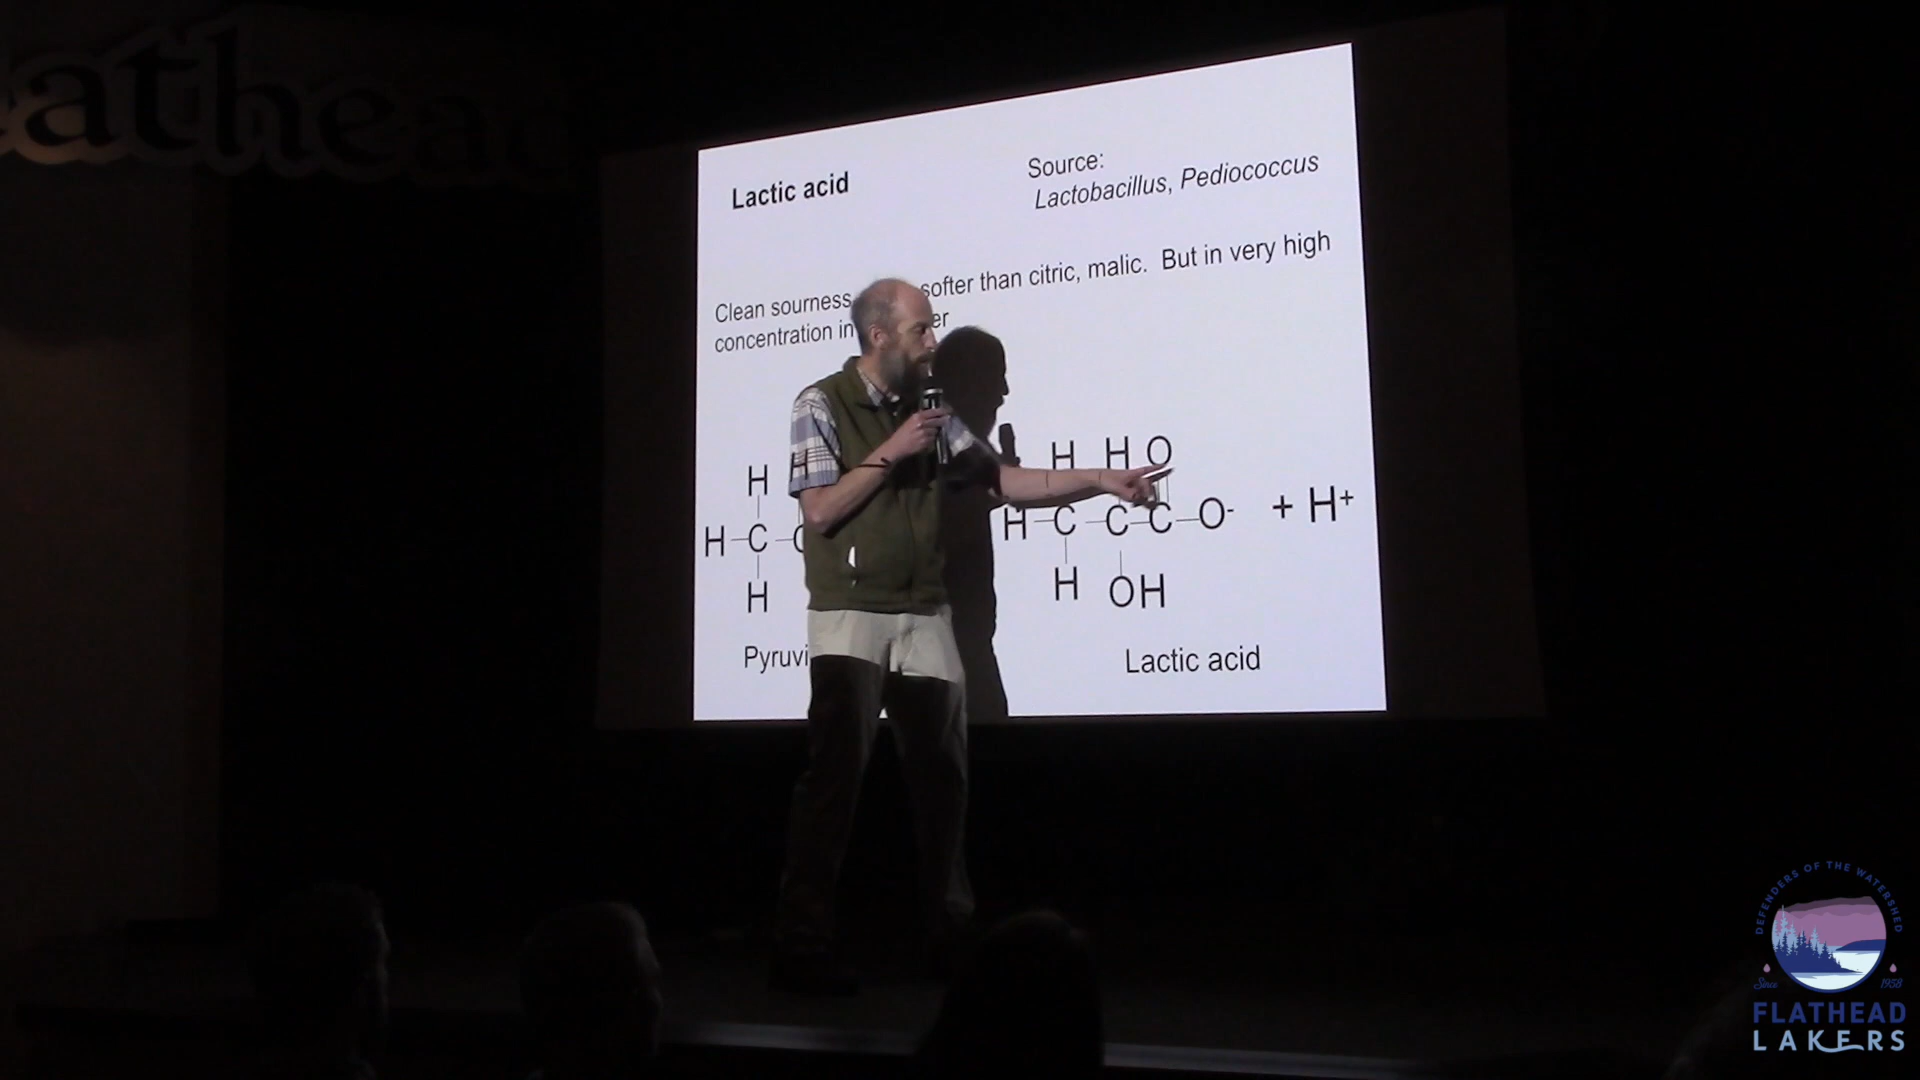 athead
Lactic acid
Source:
Lactobacillus, Pediococcus
Clean sourness softer than citric, malic. But in very high
concentration in
H H
H C
H
Pyruvi
H H O
H C C C O- + H+
H OH
Lactic acid
DEFENDERS OF THE WATERSHED
Since 1958
FLATHEAD
LAKERS